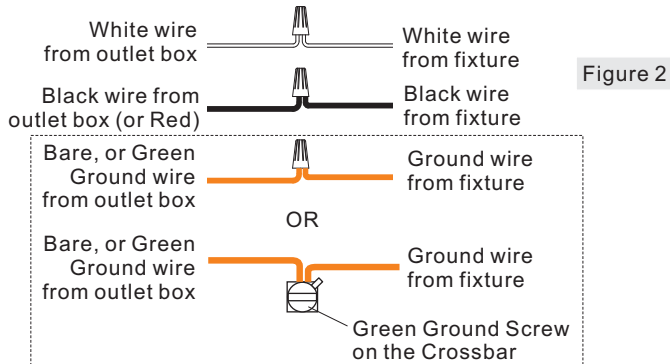 White wire
from outlet box
White wire
from fixture
Figure 2
Black wire from
outlet box (or Red)
Black wire
from fixture
Bare, or Green
Ground wire
from outlet box
Ground wire
from fixture
OR
Bare, or Green
Ground wire
from outlet box
Ground wire
from fixture
Green Ground Screw
on the Crossbar